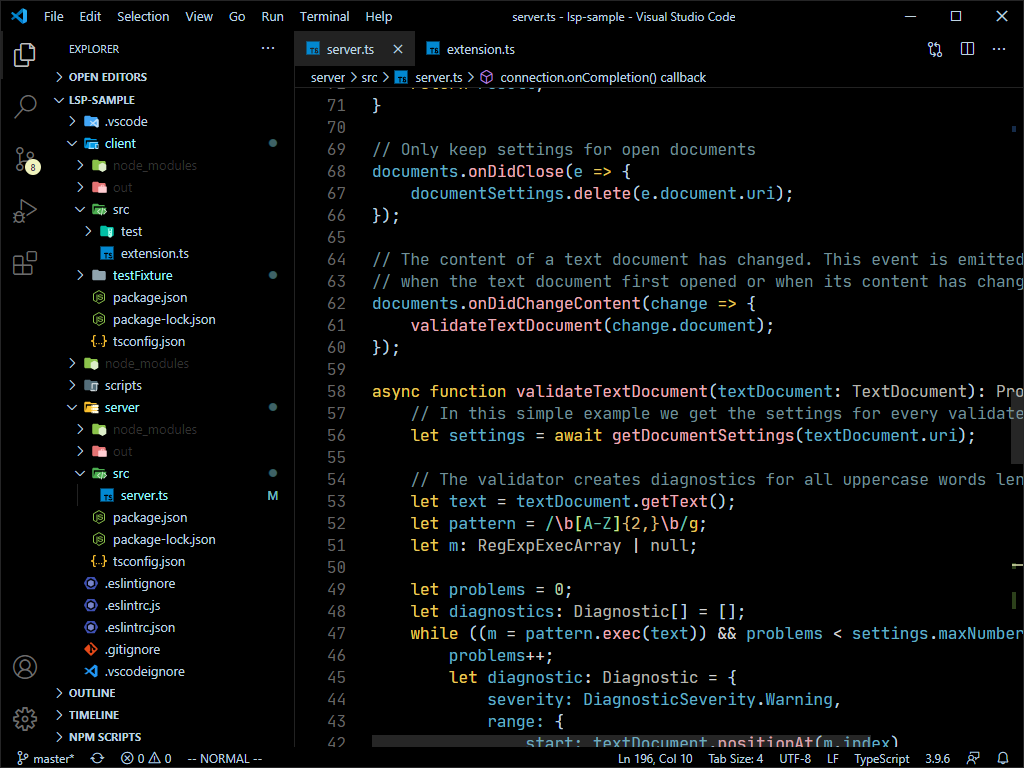 File Edit Selection View Go Run Terminal Help
server.ts - lsp-sample - Visual Studio Code
EXPLORER
OPEN EDITORS
LSP-SAMPLE
.vscode
client
node_modules
out
src
test
extension.ts
testFixture
package.json
package-lock.json
tsconfig.json
node_modules
scripts
server
node_modules
out
src
server.ts M
package.json
package-lock.json
tsconfig.json
.eslintignore
.eslintrc.js
.eslintrc.json
.gitignore
.vscodeignore
OUTLINE
TIMELINE
NPM SCRIPTS
8
server.ts extension.ts
server > src > server.ts > connection.onCompletion() callback
71 }
70
69 // Only keep settings for open documents
68 documents.onDidClose(e => {
67 documentSettings.delete(e.document.uri);
66 });
65
64 // The content of a text document has changed. This event is emitted
63 // when the text document first opened or when its content has chang
62 documents.onDidChangeContent(change => {
61 validateTextDocument(change.document);
60 });
59
58 async function validateTextDocument(textDocument: TextDocument): Pro
57 // In this simple example we get the settings for every validate
56 let settings = await getDocumentSettings(textDocument.uri);
55
54 // The validator creates diagnostics for all uppercase words len
53 let text = textDocument.getText();
52 let pattern = /\b[A-Z]{2,}\b/g;
51 let m: RegExpExecArray | null;
50
49 let problems = 0;
48 let diagnostics: Diagnostic[] = [];
47 while ((m = pattern.exec(text)) && problems < settings.maxNumber
46 problems++;
45 let diagnostic: Diagnostic = {
44 severity: DiagnosticSeverity.Warning,
43 range: {
42 start: textDocument.positionAt(m.index)
master* 0 0 -- NORMAL -- Ln 196, Col 10 Tab Size: 4 UTF-8 LF TypeScript 3.9.6